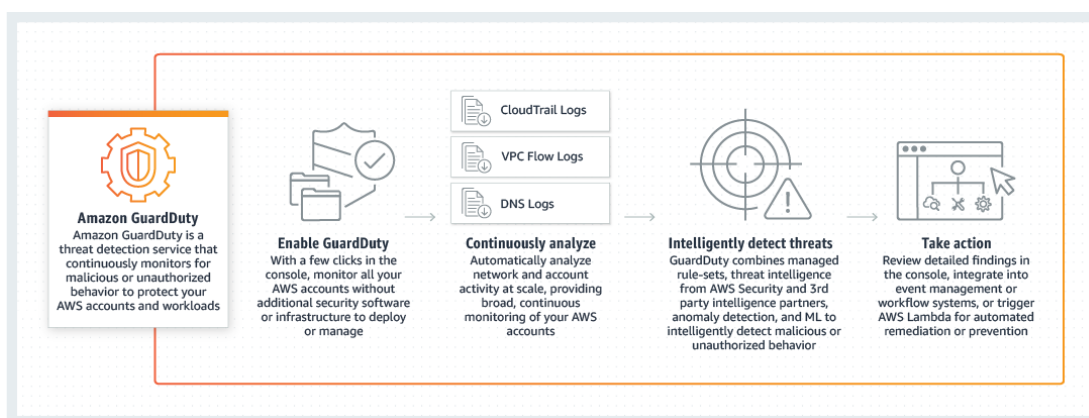 Amazon GuardDuty
Amazon GuardDuty is a
threat detection service that
continuously monitors for
malicious or unauthorized
behavior to protect your
AWS accounts and workloads
Enable GuardDuty
With a few clicks in the
console, monitor all your
AWS accounts without
additional security software
or infrastructure to deploy
or manage
CloudTrail Logs
VPC Flow Logs
DNS Logs
Continuously analyze
Automatically analyze
network and account
activity at scale, providing
broad, continuous
monitoring of your AWS
accounts
Intelligently detect threats
GuardDuty combines managed
rule-sets, threat intelligence
from AWS Security and 3rd
party intelligence partners,
anomaly detection, and ML to
intelligently detect malicious or
unauthorized behavior
Take action
Review detailed findings in
the console, integrate into
event management or
workflow systems, or trigger
AWS Lambda for automated
remediation or prevention